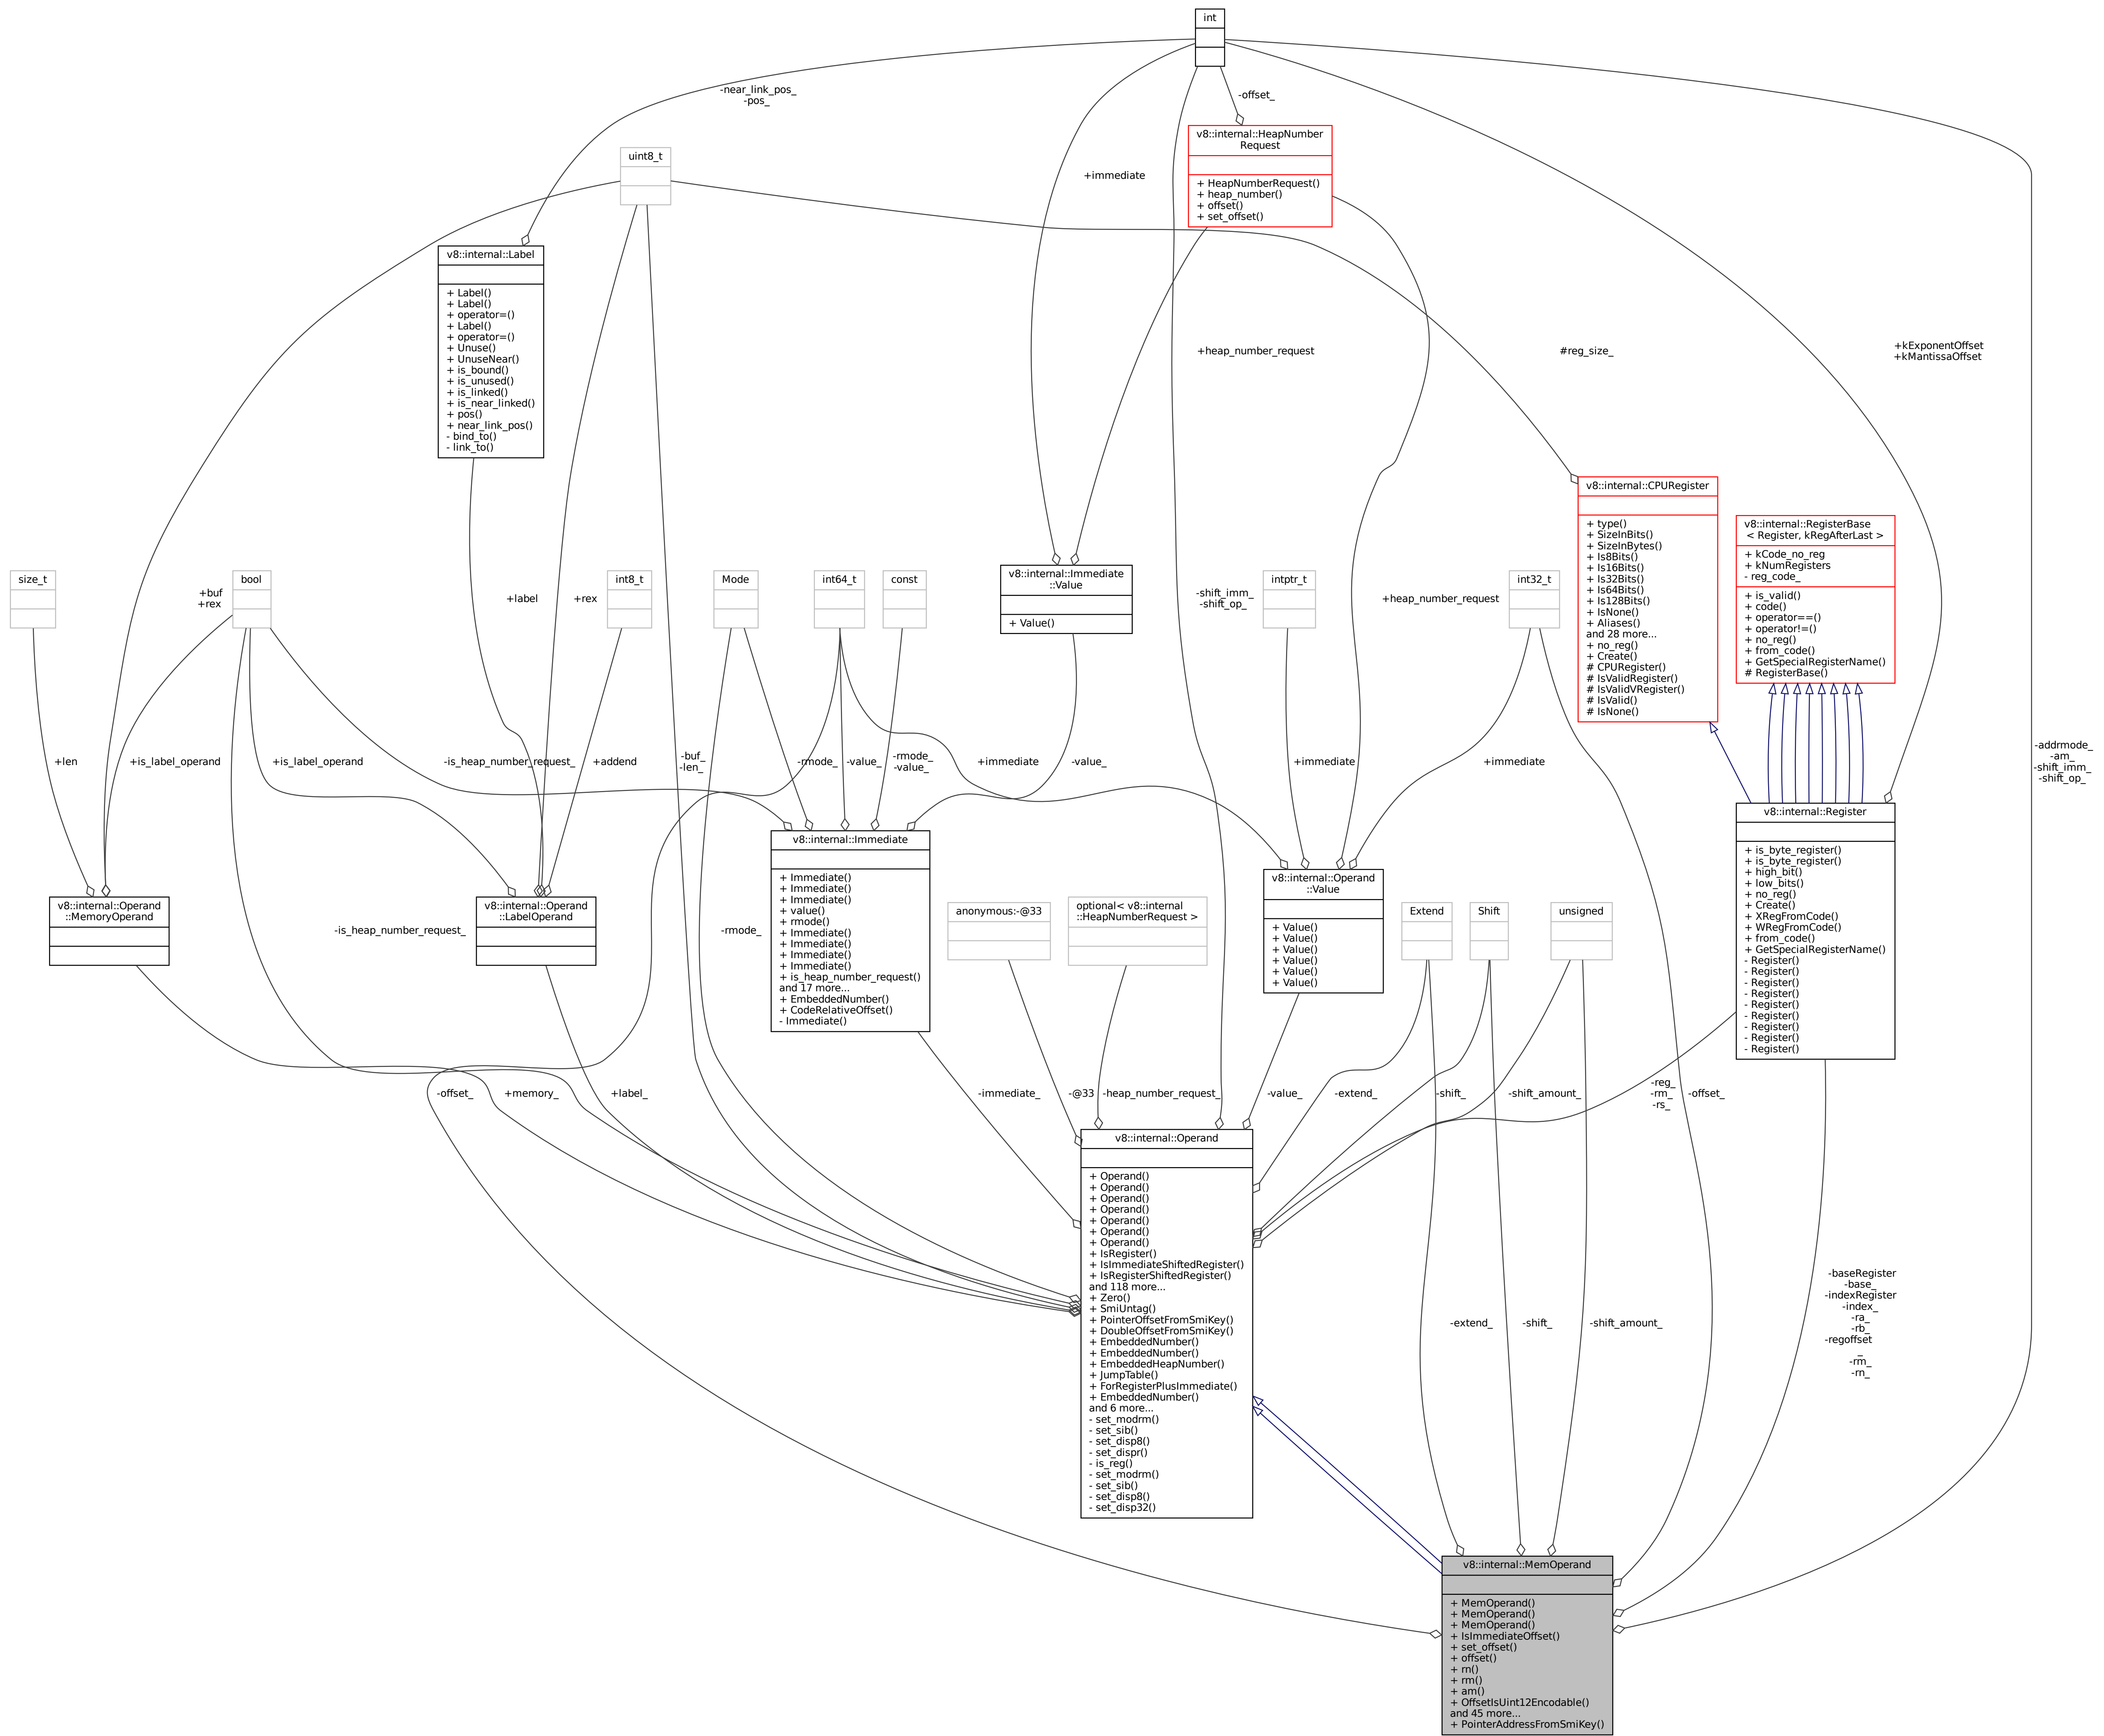 int
-near_link_pos_
-pos_
-offset_
v8::internal::HeapNumber
Request
+ HeapNumberRequest()
+ heap_number()
+ offset()
+ set_offset()
uint8_t
+immediate
v8::internal::Label
+ Label()
+ Label()
+ operator=()
+ Label()
+ operator=()
+ Unuse()
+ UnuseNear()
+ is_bound()
+ is_unused()
+ is_linked()
+ is_near_linked()
+ pos()
+ near_link_pos()
- bind_to()
- link_to()
+heap_number_request
#reg_size_
+kExponentOffset
+kMantissaOffset
v8::internal::CPURegister
+ type()
+ SizeInBits()
+ SizeInBytes()
+ Is8Bits()
+ Is16Bits()
+ Is32Bits()
+ Is64Bits()
+ Is128Bits()
+ IsNone()
+ Aliases()
and 28 more...
+ no_reg()
+ Create()
# CPURegister()
# IsValidRegister()
# IsValidVRegister()
# IsValid()
# IsNone()
v8::internal::RegisterBase
< Register, kRegAfterLast >
+ kCode_no_reg
+ kNumRegisters
- reg_code_
+ is_valid()
+ code()
+ operator==()
+ operator!=()
+ no_reg()
+ from_code()
+ GetSpecialRegisterName()
# RegisterBase()
size_t
+buf
+rex
bool
+label
+rex
int8_t
Mode
int64_t
const
v8::internal::Immediate
::Value
+ Value()
-shift_imm_
-shift_op_
intptr_t
+heap_number_request
int32_t
+len
+is_label_operand
+is_label_operand
-is_heap_number_request_
+addend
-buf_
-len_
-rmode_
-value_
-rmode_
-value_
+immediate
-value_
+immediate
+immediate
-addrmode_
-am_
-shift_imm_
-shift_op_
v8::internal::Operand
::MemoryOperand
-is_heap_number_request_
v8::internal::Operand
::LabelOperand
-rmode_
v8::internal::Immediate
+ Immediate()
+ Immediate()
+ Immediate()
+ value()
+ rmode()
+ Immediate()
+ Immediate()
+ Immediate()
+ Immediate()
+ is_heap_number_request()
and 17 more...
+ EmbeddedNumber()
+ CodeRelativeOffset()
- Immediate()
anonymous:-@33
optional< v8::internal
::HeapNumberRequest >
v8::internal::Operand
::Value
+ Value()
+ Value()
+ Value()
+ Value()
+ Value()
+ Value()
Extend
Shift
unsigned
v8::internal::Register
+ is_byte_register()
+ is_byte_register()
+ high_bit()
+ low_bits()
+ no_reg()
+ Create()
+ XRegFromCode()
+ WRegFromCode()
+ from_code()
+ GetSpecialRegisterName()
- Register()
- Register()
- Register()
- Register()
- Register()
- Register()
- Register()
- Register()
- Register()
-offset_
+memory_
+label_
-immediate_
-@33
-heap_number_request_
-value_
-extend_
-shift_
-shift_amount_
-reg_
-rm_
-rs_
-offset_
v8::internal::Operand
+ Operand()
+ Operand()
+ Operand()
+ Operand()
+ Operand()
+ Operand()
+ Operand()
+ IsRegister()
+ IsImmediateShiftedRegister()
+ IsRegisterShiftedRegister()
and 118 more...
+ Zero()
+ SmiUntag()
+ PointerOffsetFromSmiKey()
+ DoubleOffsetFromSmiKey()
+ EmbeddedNumber()
+ EmbeddedNumber()
+ EmbeddedHeapNumber()
+ JumpTable()
+ ForRegisterPlusImmediate()
+ EmbeddedNumber()
and 6 more...
- set_modrm()
- set_sib()
- set_disp8()
- set_dispr()
- is_reg()
- set_modrm()
- set_sib()
- set_disp8()
- set_disp32()
-extend_
-shift_
-shift_amount_
-baseRegister
-base_
-indexRegister
-index_
-ra_
-rb_
-regoffset
_
-rm_
-rn_
v8::internal::MemOperand
+ MemOperand()
+ MemOperand()
+ MemOperand()
+ IsImmediateOffset()
+ set_offset()
+ offset()
+ rn()
+ rm()
+ am()
+ OffsetIsUint12Encodable()
and 45 more...
+ PointerAddressFromSmiKey()